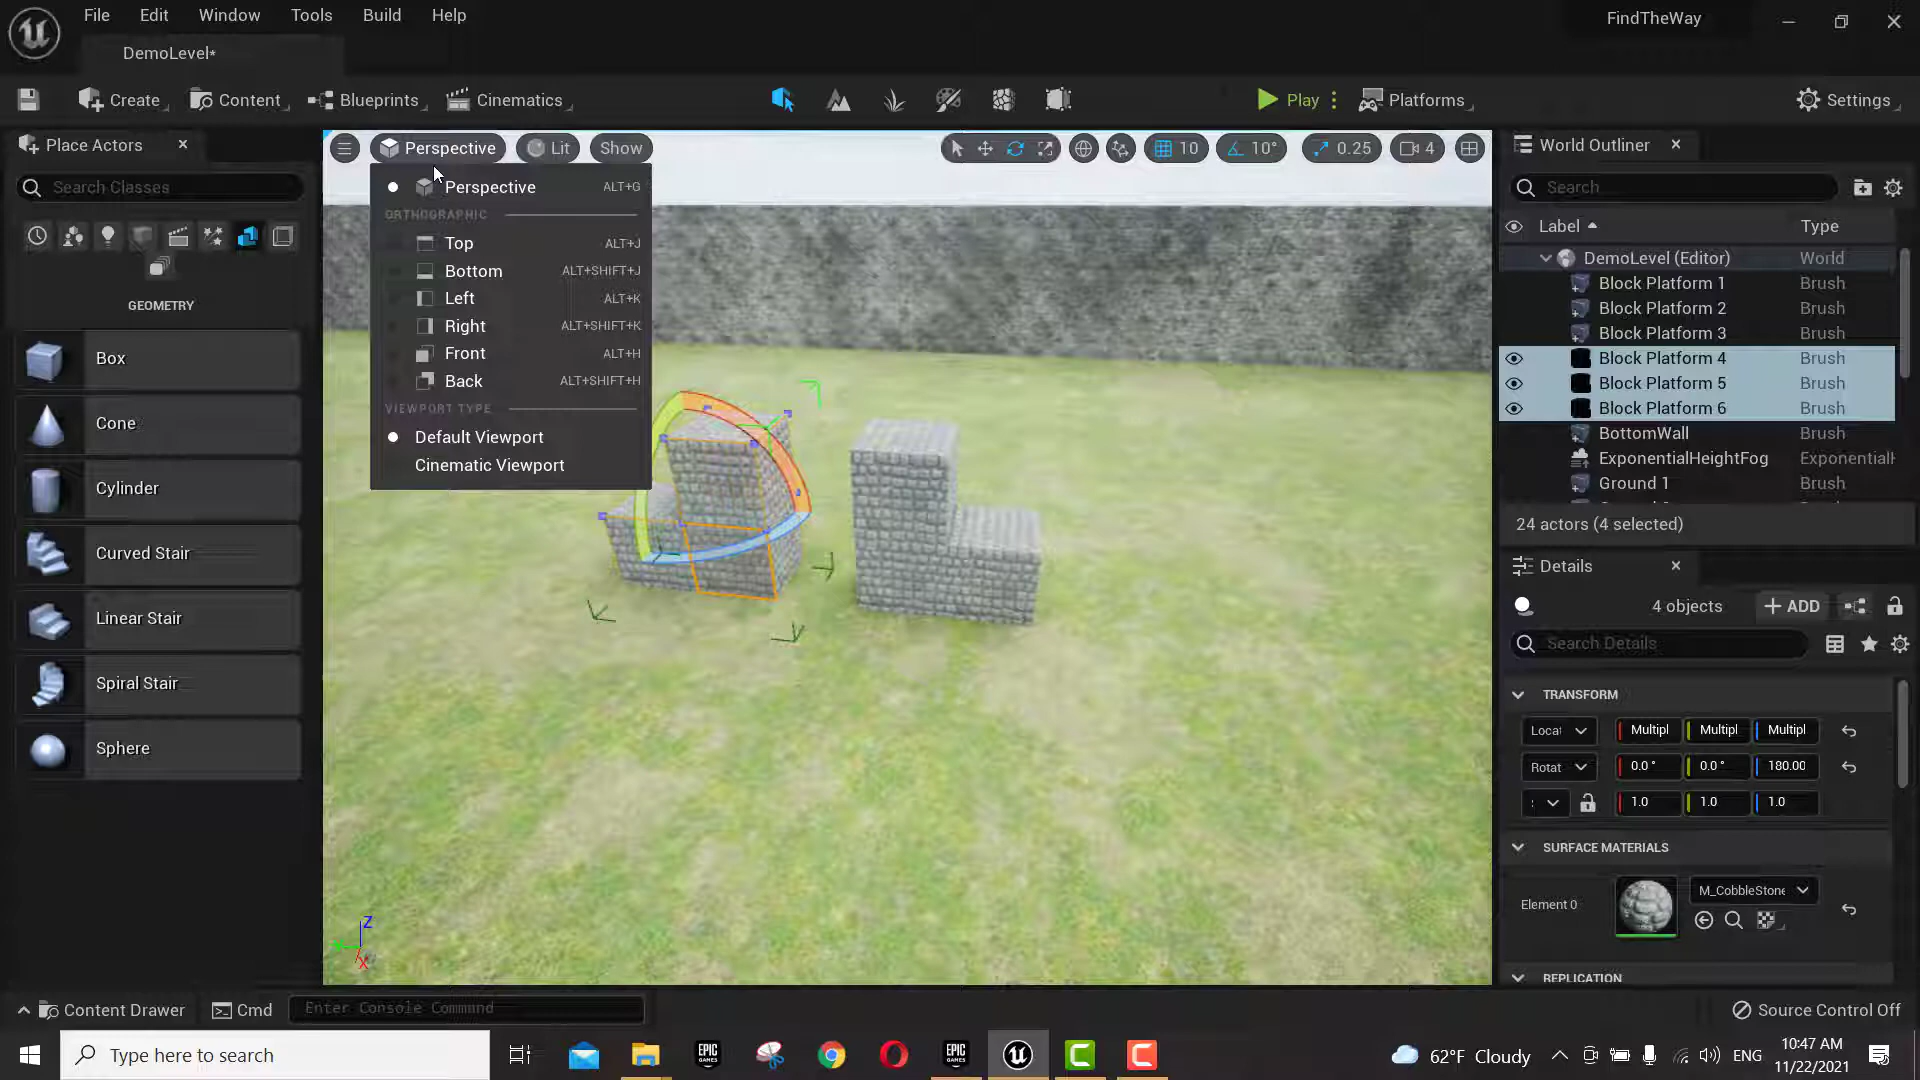 File Edit Window Tools Build Help
FindTheWay
DemoLevel*
Create Content Blueprints Cinematics Play Platforms Settings
Place Actors
Search Classes
GEOMETRY
Box
Cone
Cylinder
Curved Stair
Linear Stair
Spiral Stair
Sphere
Perspective Lit Show 10 10° 0.25 4
Perspective ALT+G
ORTHOGRAPHIC
Top ALT+J
Bottom ALT+SHIFT+J
Left ALT+K
Right ALT+SHIFT+K
Front ALT+H
Back ALT+SHIFT+H
VIEWPORT TYPE
Default Viewport
Cinematic Viewport
Z
X
World Outliner
Search...
Label Type
DemoLevel (Editor) World
Block Platform 1 Brush
Block Platform 2 Brush
Block Platform 3 Brush
Block Platform 4 Brush
Block Platform 5 Brush
Block Platform 6 Brush
BottomWall Brush
ExponentialHeightFog ExponentialH
Ground 1 Brush
24 actors (4 selected)
Details
4 objects ADD
Search Details
TRANSFORM
Locat Multipl Multipl Multipl
Rotat 0.0 ° 0.0 ° 180.00
1.0 1.0 1.0
SURFACE MATERIALS
Element 0 M_CobbleStone
REPLICATION
Content Drawer Cmd Enter Console Command Source Control Off
Type here to search
EPIC GAMES
EPIC GAMES
62°F Cloudy ENG
10:47 AM
11/22/2021